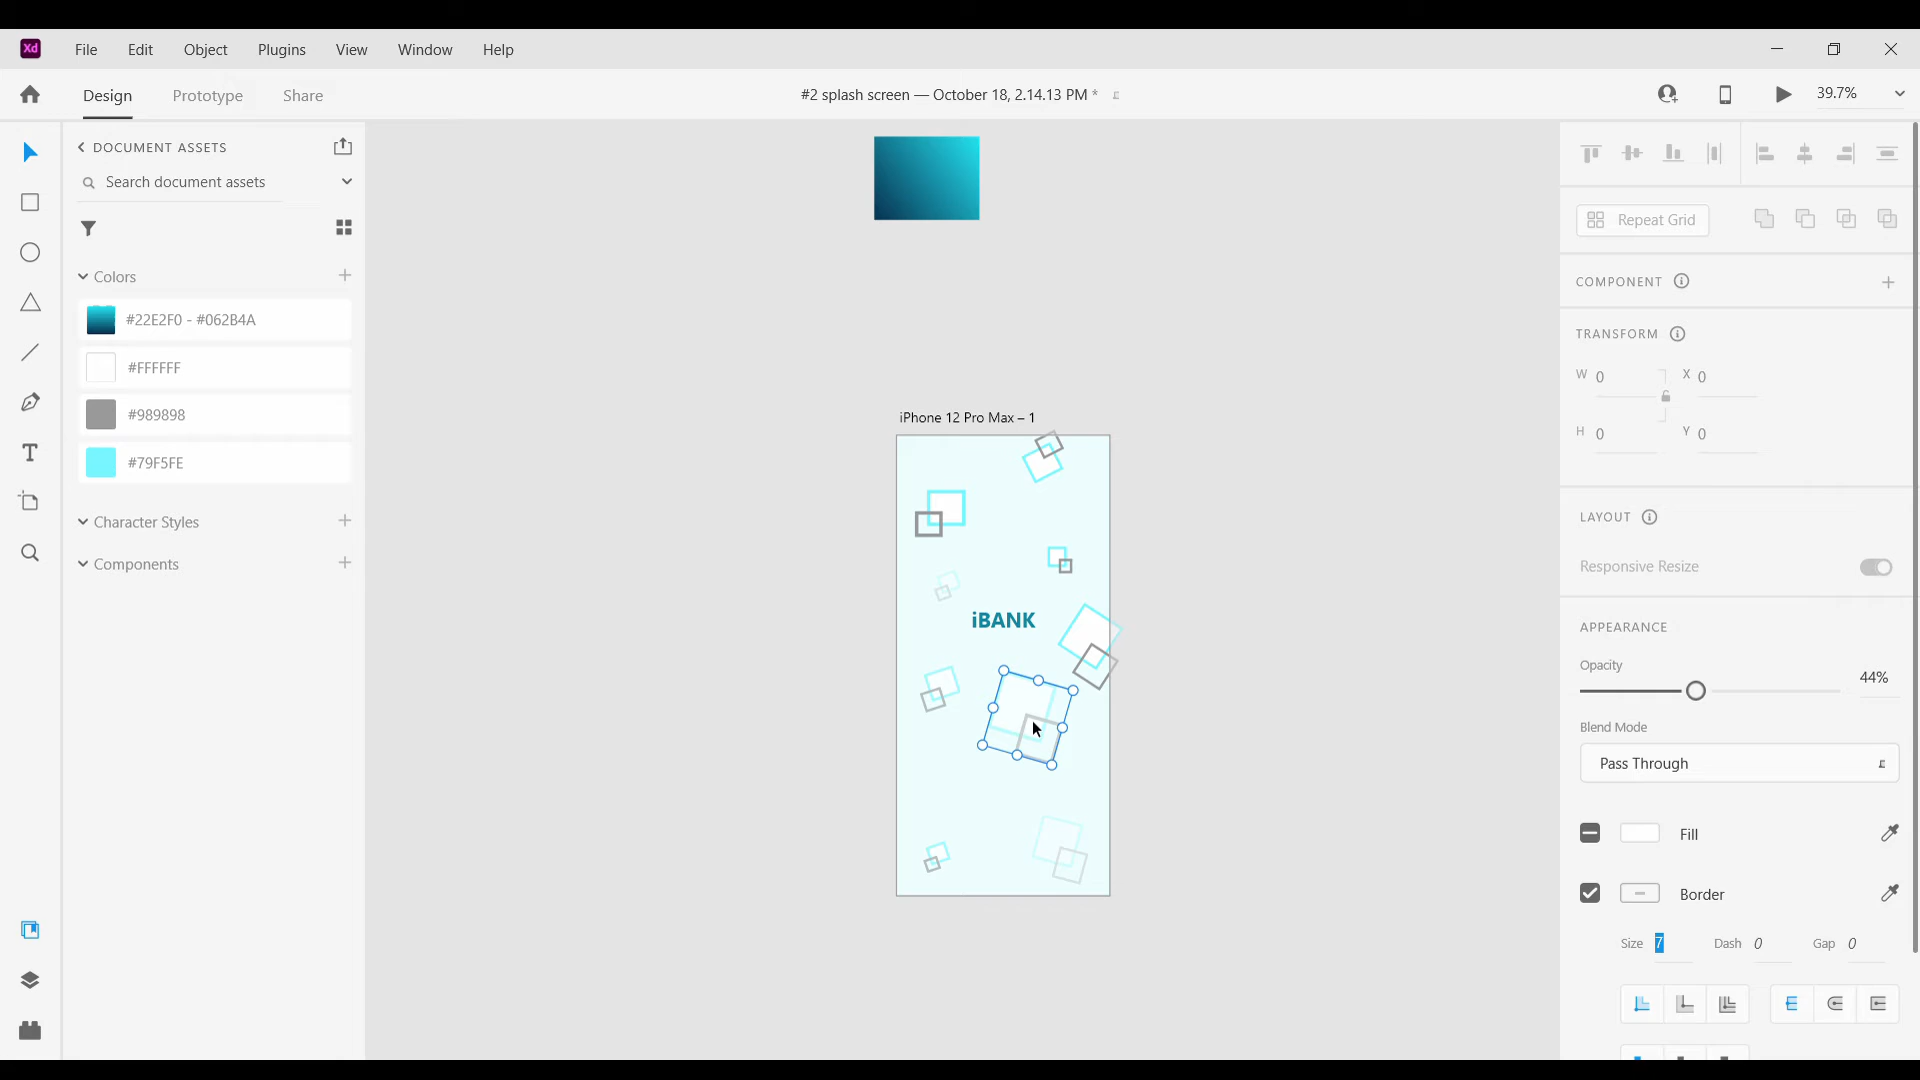 Xd File Edit Object Plugins View Window Help
Design Prototype Share
#2 splash screen — October 18, 2.14.13 PM *
39.7%
DOCUMENT ASSETS
Search document assets
Colors
#22E2F0 - #062B4A
#FFFFFF
#989898
#79F5FE
Character Styles
Components
iPhone 12 Pro Max – 1
iBANK
Repeat Grid
COMPONENT
TRANSFORM
W 0 X 0
H 0 Y 0
LAYOUT
Responsive Resize
APPEARANCE
Opacity
44%
Blend Mode
Pass Through
Fill
Border
Size 7 Dash 0 Gap 0